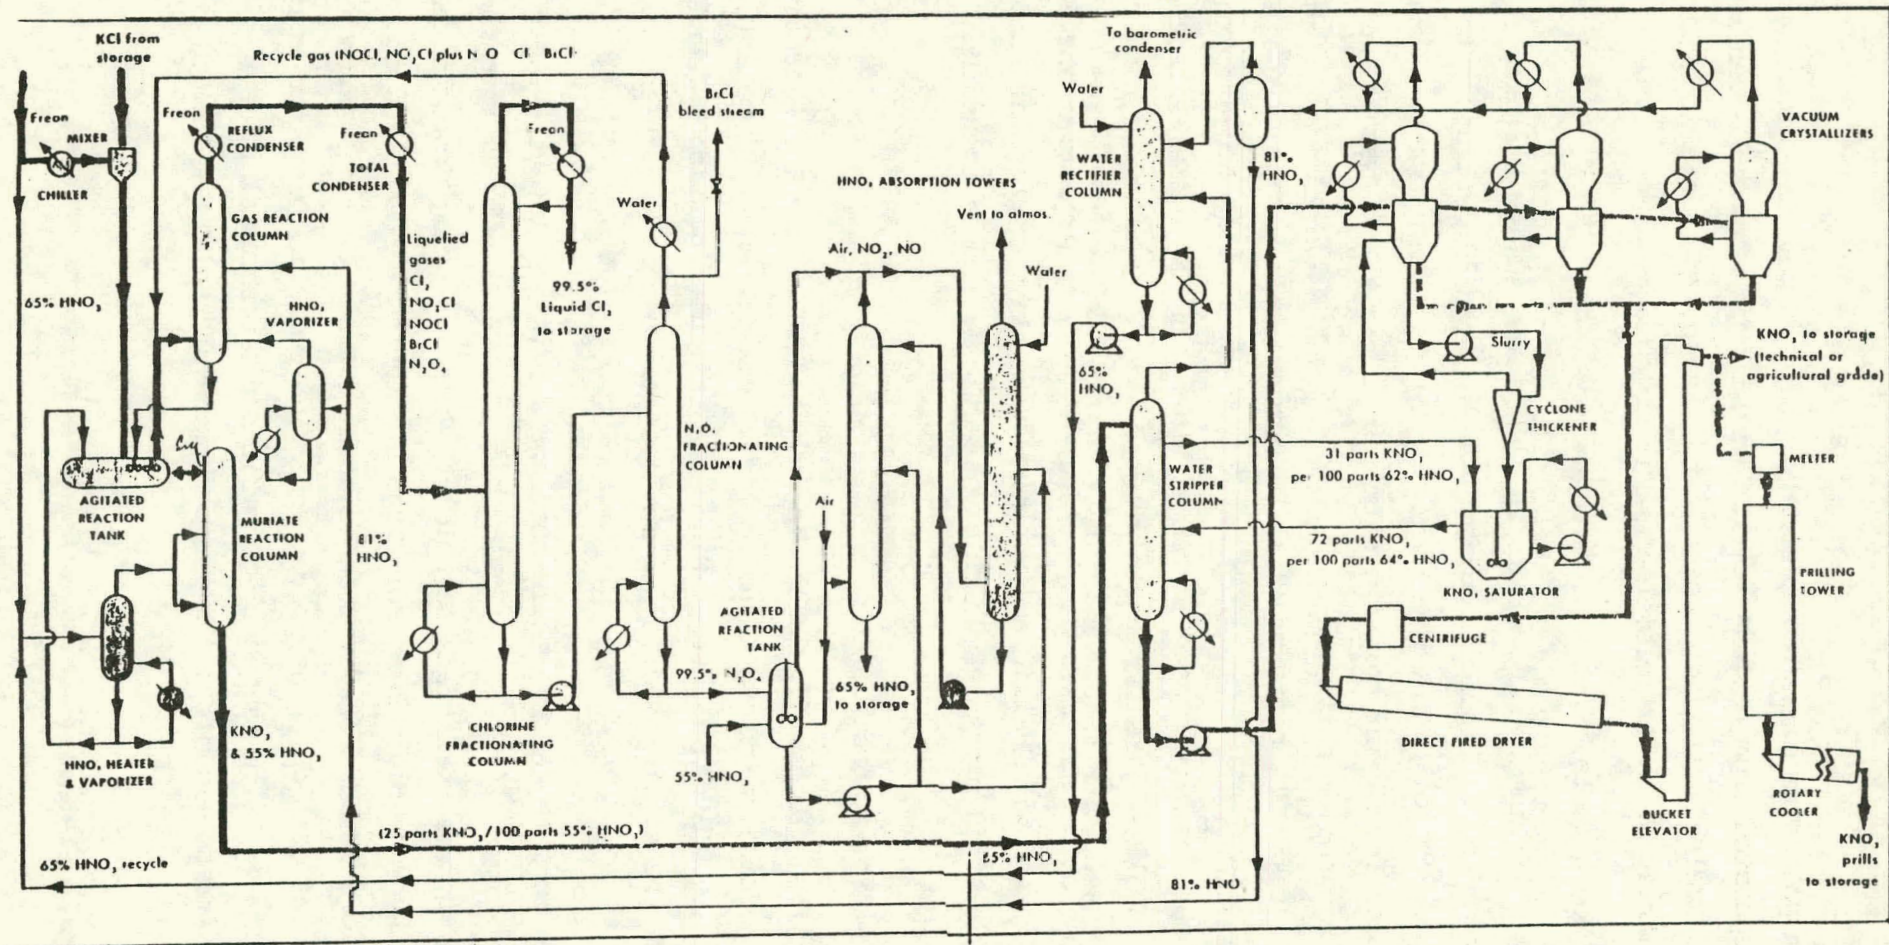 KCl from
storage
Recycle gas (NOCl, NO2Cl plus N O Cl BrCl
Freon
MIXER
CHILLER
Freon
REFLUX
CONDENSER
Freon
TOTAL
CONDENSER
Freon
BrCl
bleed stream
Water
GAS REACTION
COLUMN
65% HNO3
HNO3
VAPORIZER
Liquefied
gases
Cl2
NO2Cl
NOCl
BrCl
N2O4
99.5%
Liquid Cl2
to storage
AGITATED
REACTION
TANK
MURIATE
REACTION
COLUMN
81%
HNO3
N2O4
FRACTIONATING
COLUMN
HNO3 HEATER
& VAPORIZER
KNO3
& 55% HNO3
CHLORINE
FRACTIONATING
COLUMN
HNO3 ABSORPTION TOWERS
Vent to atmos.
Air, NO2, NO
Water
Air
AGITATED
REACTION
TANK
99.5% N2O4
65% HNO3
to storage
55% HNO3
(25 parts KNO3/100 parts 55% HNO3)
65% HNO3 recycle
65% HNO3
81% HNO3
To barometric
condenser
Water
WATER
RECTIFIER
COLUMN
81%
HNO3
VACUUM
CRYSTALLIZERS
65%
HNO3
Slurry
KNO3 to storage
(technical or
agricultural grade)
CYCLONE
THICKENER
31 parts KNO3
per 100 parts 62% HNO3
WATER
STRIPPER
COLUMN
72 parts KNO3
per 100 parts 64% HNO3
KNO3 SATURATOR
MELTER
PRILLING
TOWER
CENTRIFUGE
DIRECT FIRED DRYER
BUCKET
ELEVATOR
ROTARY
COOLER
KNO3
prills
to storage